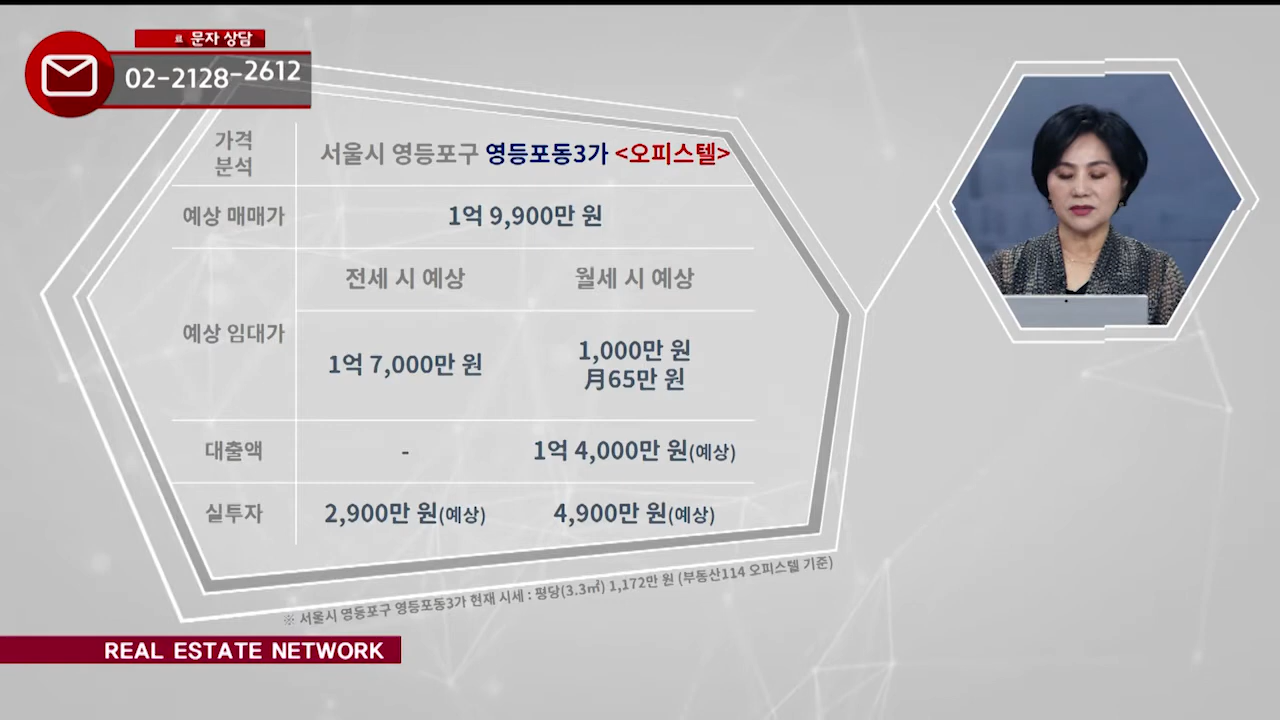 료 문자 상담
02-2128-2612
가격
분석
서울시 영등포구 영등포동3가 <오피스텔>
예상 매매가
1억 9,900만 원
전세 시 예상
월세 시 예상
예상 임대가
1억 7,000만 원
1,000만 원
月65만 원
대출액
-
1억 4,000만 원(예상)
실투자
2,900만 원(예상)
4,900만 원(예상)
※ 서울시 영등포구 영등포동3가 현재 시세 : 평당(3.3㎡) 1,172만 원 (부동산114 오피스텔 기준)
REAL ESTATE NETWORK